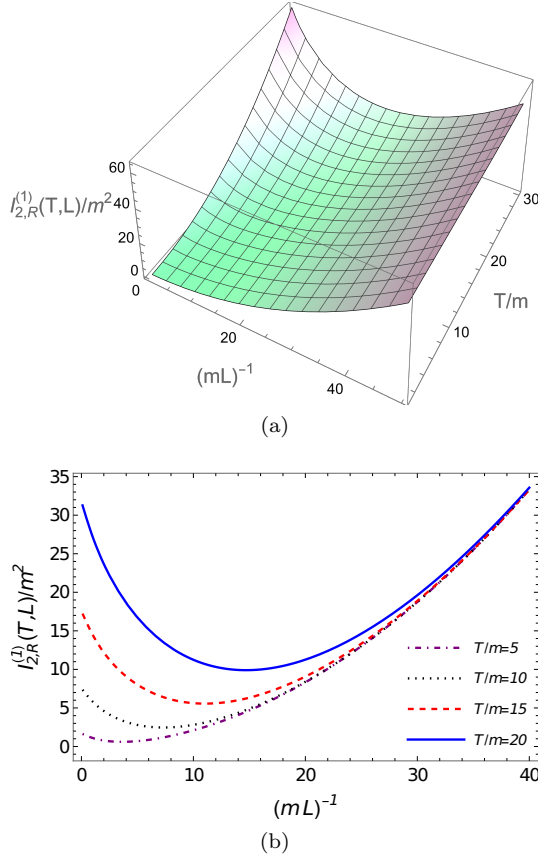 60
40
20
0
I_{2,R}^{(1)}(T,L)/m^2
0
20
40
(mL)^{-1}
10
20
30
T/m
(a)
35
30
25
20
15
10
5
0
I_{2,R}^{(1)}(T,L)/m^2
T/m=5
T/m=10
T/m=15
T/m=20
0 10 20 30 40
(mL)^{-1}
(b)